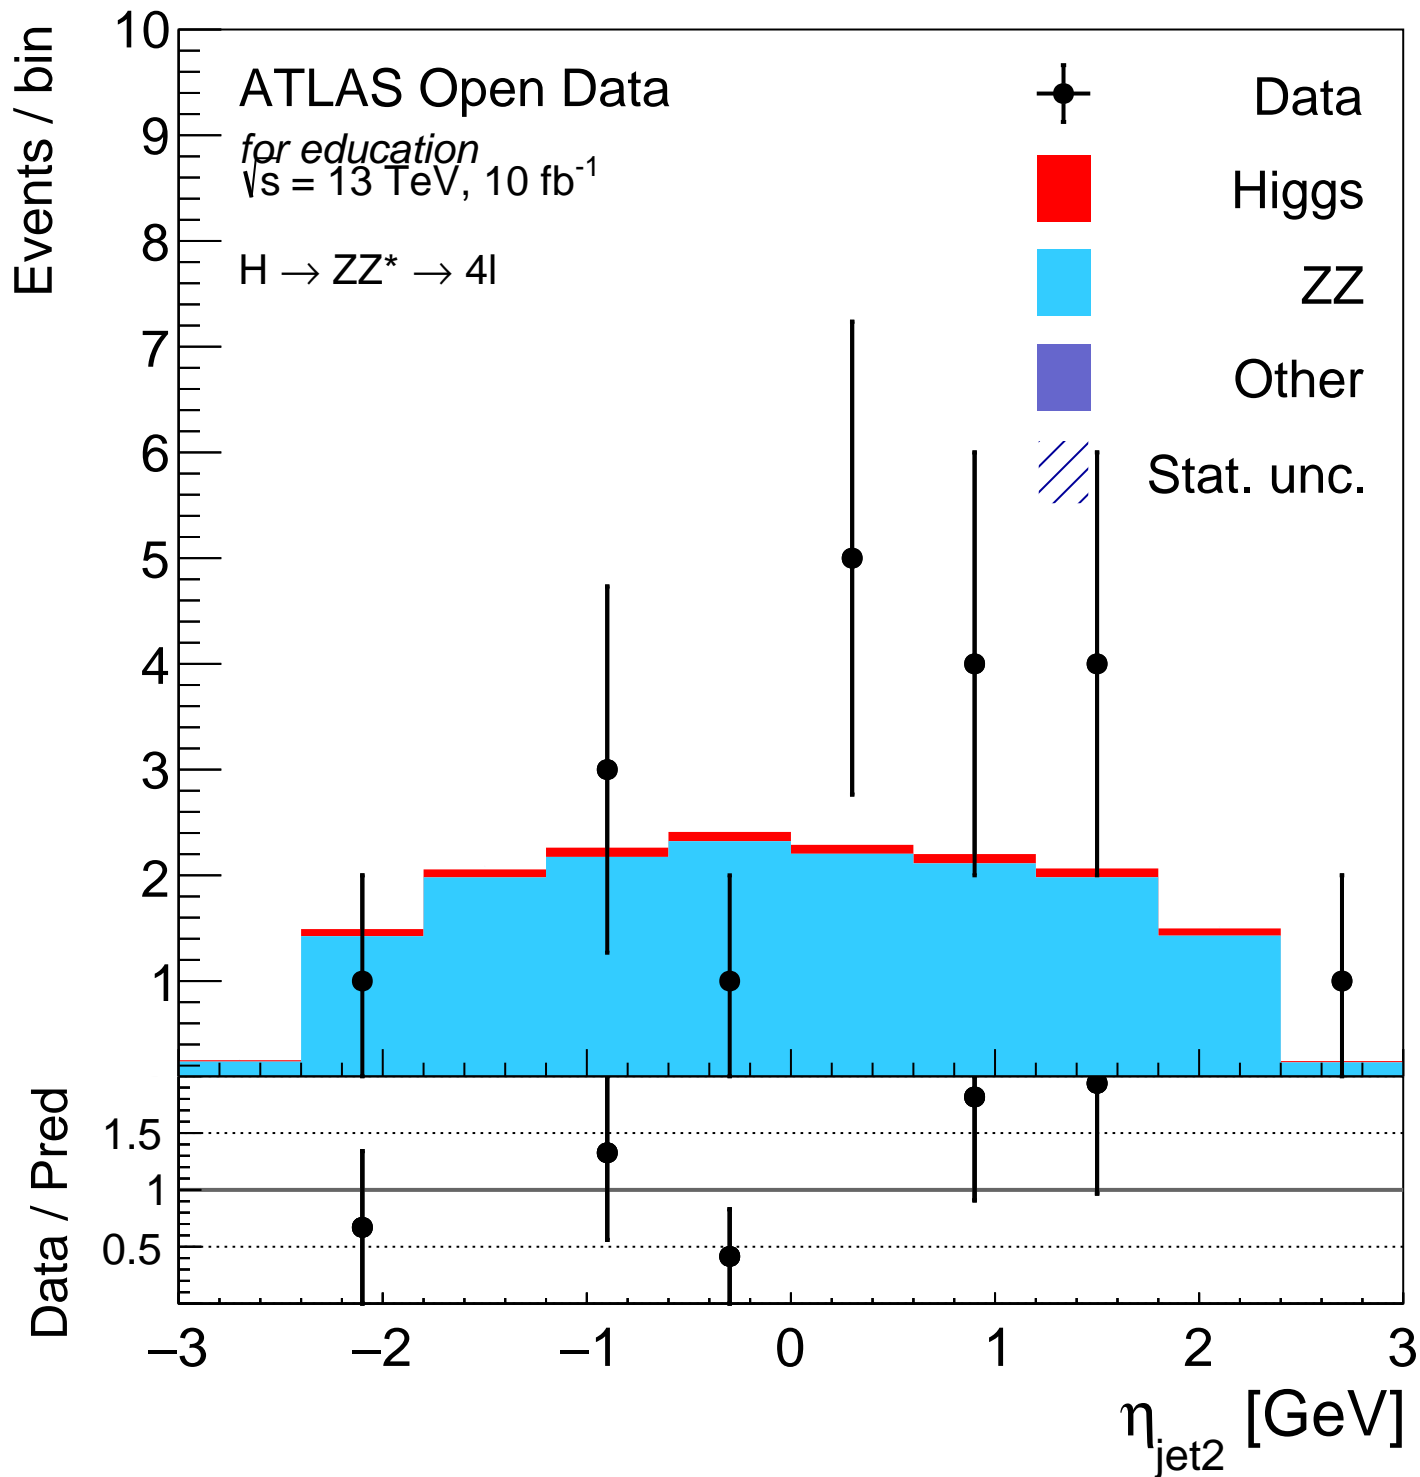 Events / bin
10
9
8
7
6
5
4
3
2
1
ATLAS Open Data
for education
√s = 13 TeV, 10 fb⁻¹
H → ZZ* → 4l
Data
Higgs
ZZ
Other
Stat. unc.
Data / Pred
1.5
1
0.5
−3 −2 −1 0 1 2 3
η_jet2 [GeV]